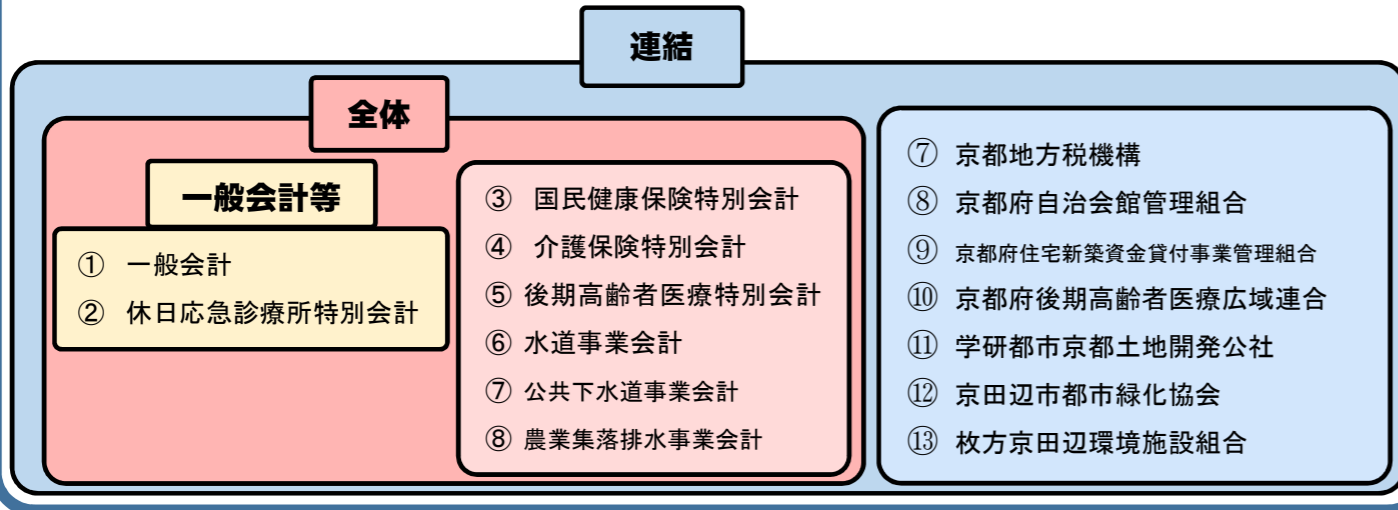 連結
全体
一般会計等
① 一般会計
② 休日応急診療所特別会計
③ 国民健康保険特別会計
④ 介護保険特別会計
⑤ 後期高齢者医療特別会計
⑥ 水道事業会計
⑦ 公共下水道事業会計
⑧ 農業集落排水事業会計
⑦ 京都地方税機構
⑧ 京都府自治会館管理組合
⑨ 京都府住宅新築資金貸付事業管理組合
⑩ 京都府後期高齢者医療広域連合
⑪ 学研都市京都土地開発公社
⑫ 京田辺市都市緑化協会
⑬ 枚方京田辺環境施設組合